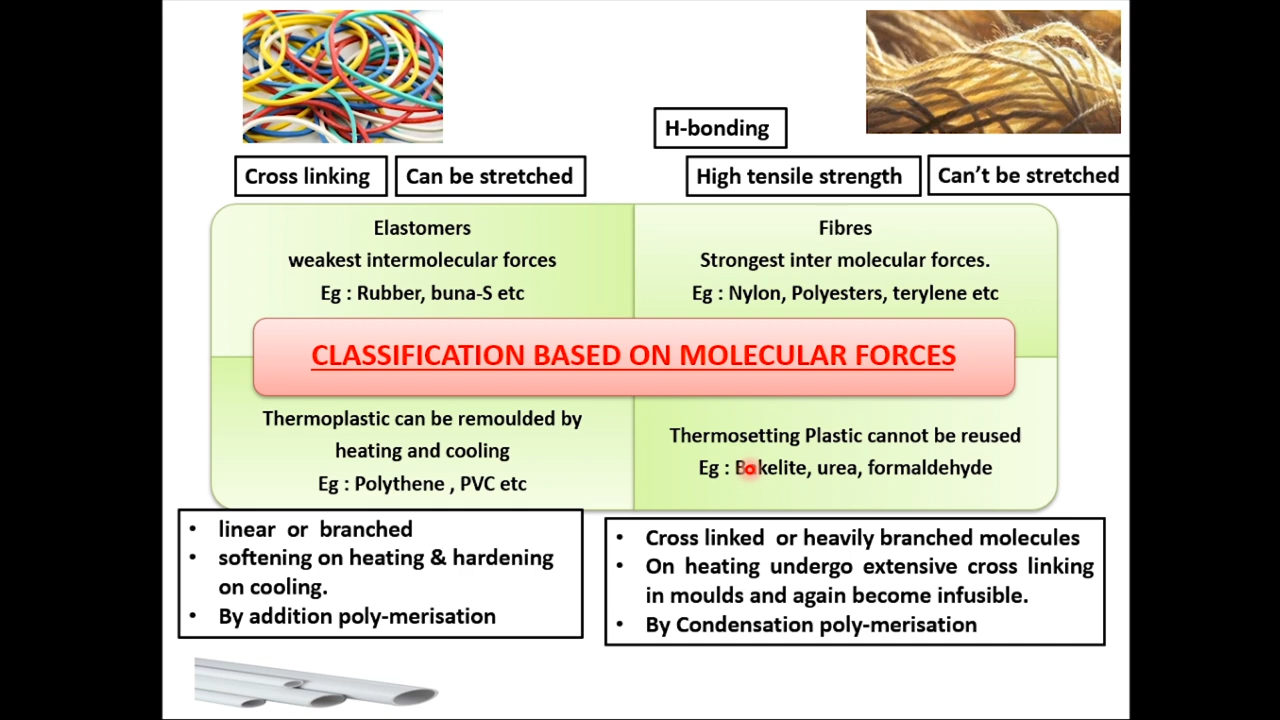 H-bonding
Cross linking
Can be stretched
High tensile strength
Can't be stretched
Elastomers
weakest intermolecular forces
Eg : Rubber, buna-S etc
Fibres
Strongest inter molecular forces.
Eg : Nylon, Polyesters, terylene etc
CLASSIFICATION BASED ON MOLECULAR FORCES
Thermoplastic can be remoulded by
heating and cooling
Eg : Polythene , PVC etc
Thermosetting Plastic cannot be reused
Eg : Bakelite, urea, formaldehyde
• linear or branched
• softening on heating & hardening
on cooling.
• By addition poly-merisation
• Cross linked or heavily branched molecules
• On heating undergo extensive cross linking
in moulds and again become infusible.
• By Condensation poly-merisation